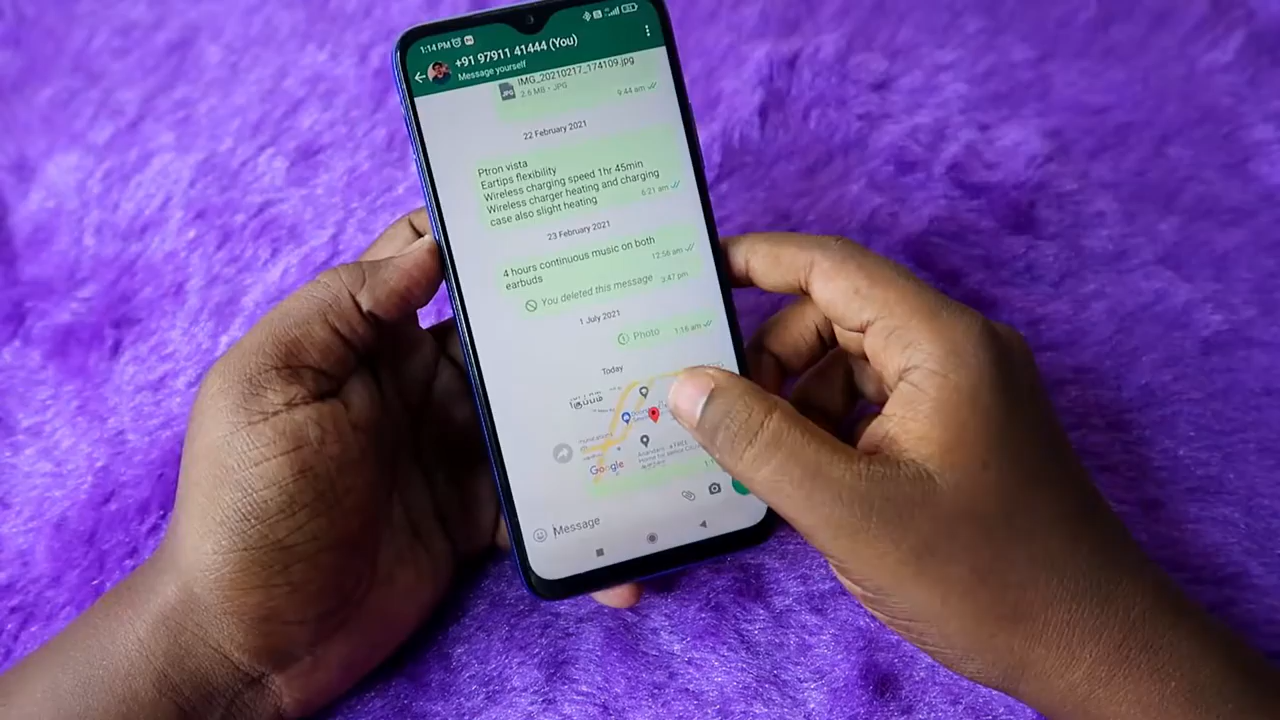 1:14 PM
+91 97911 41444 (You)
Message yourself
IMG_20210217_174109.jpg
JPG
2.6 MB • JPG
9:44 am
22 February 2021
Ptron vista
Eartips flexibility
Wireless charging speed 1hr 45min
Wireless charger heating and charging
case also slight heating
6:21 am
23 February 2021
4 hours continuous music on both
earbuds
12:56 am
You deleted this message
3:47 pm
1 July 2021
Photo
1:16 am
Today
குப்பம்
Google
Message